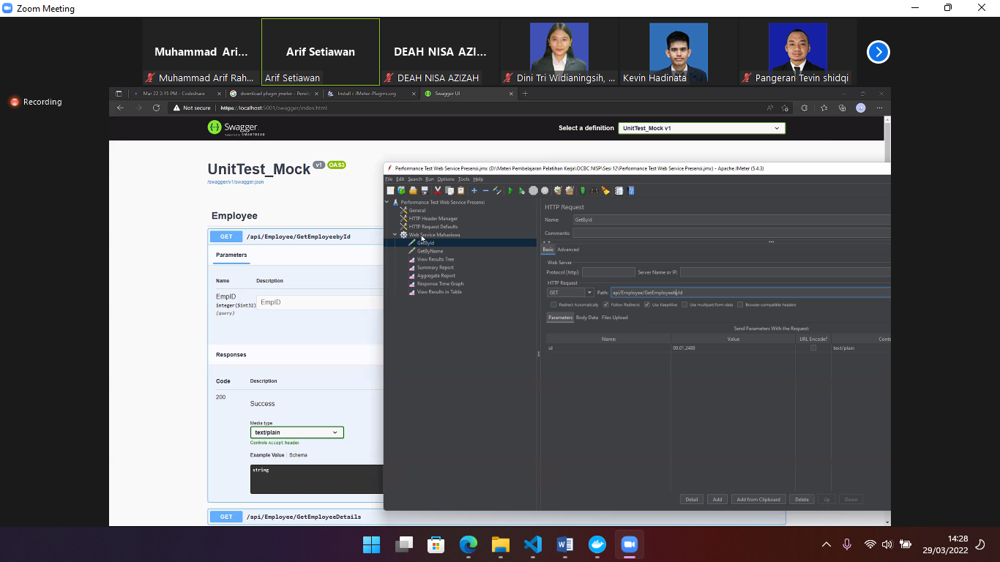 Zoom Meeting
Muhammad Ari...
Arif Setiawan
DEAH NISA AZI...
Muhammad Arif Rah...
Arif Setiawan
DEAH NISA AZIZAH
Dini Tri Widianingsih, ...
Kevin Hadinata
Pangeran Tevin shidqi
Recording
Mar 22 2:15 PM - Codeshare
download plugin jmeter - Penel
Install :: JMeter-Plugins.org
Swagger UI
Not secure
https://localhost:5001/swagger/index.html
Swagger.
Supported by SMARTBEAR
Select a definition
UnitTest_Mock v1
UnitTest_Mock v1 OAS3
/swagger/v1/swagger.json
Employee
GET /api/Employee/GetEmployeebyId
Parameters
Name Description
EmpID
integer($int32)
(query)
EmpID
Responses
Code Description
200
Success
Media type
text/plain
Controls Accept header.
Example Value Schema
string
GET /api/Employee/GetEmployeeDetails
Performance Test Web Service Presensi.jmx (D:\Materi Pembelajaran Pelatihan Kerja\OCBC NISP\Sesi 12\Performance Test Web Service Presensi.jmx) - Apache JMeter (5.4.3)
File Edit Search Run Options Tools Help
Performance Test Web Service Presensi
General
HTTP Header Manager
HTTP Request Defaults
Web Service Mahasiswa
GetById
GetByName
View Results Tree
Summary Report
Aggregate Report
Response Time Graph
View Results in Table
HTTP Request
Name: GetById
Comments:
Basic Advanced
Web Server
Protocol [http]: Server Name or IP:
HTTP Request
GET Path: api/Employee/GetEmployeebyId
Redirect Automatically Follow Redirects Use KeepAlive Use multipart/form-data Browser-compatible headers
Parameters Body Data Files Upload
Send Parameters With the Request:
Name: Value URL Encode? Conte
id 09.01.2488 text/plain
Detail Add Add from Clipboard Delete Up Down
14:28
29/03/2022